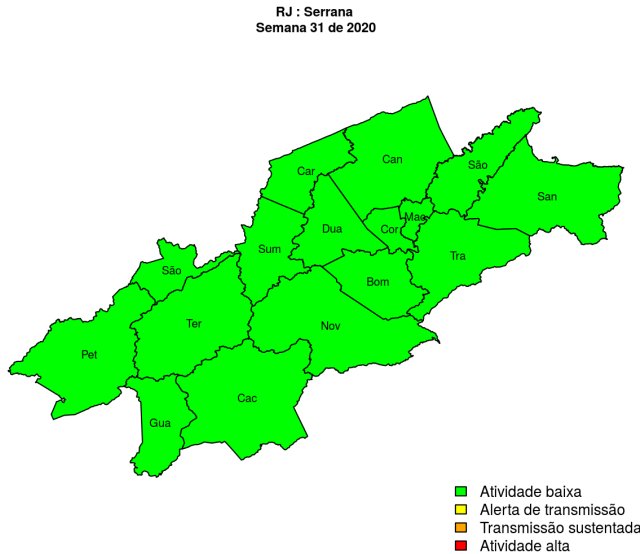 RJ : Serrana
Semana 31 de 2020
Can
São
Car
San
Mac
Dua
Cor
Sum
Tra
São
Bom
Ter
Nov
Pet
Cac
Gua
Atividade baixa
Alerta de transmissão
Transmissão sustentada
Atividade alta